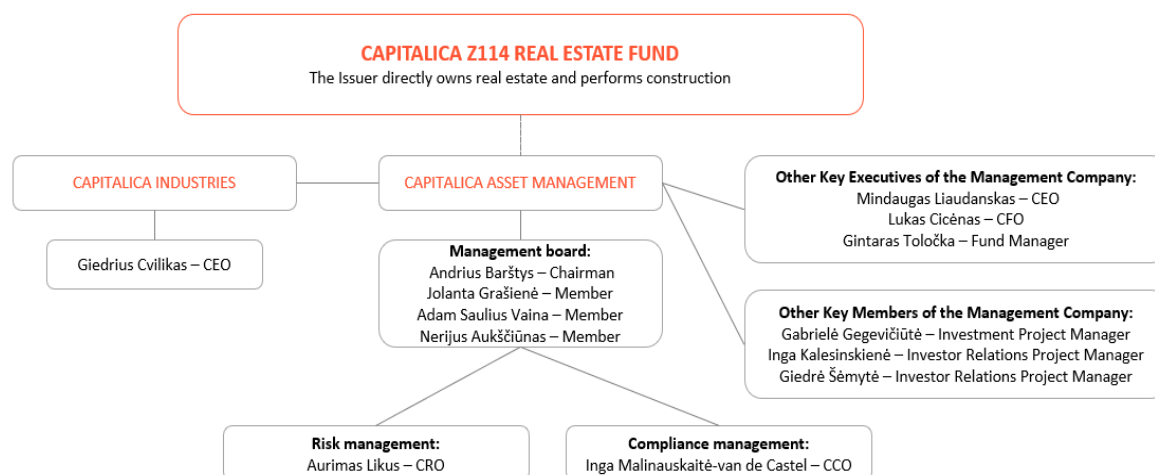 CAPITALICA Z114 REAL ESTATE FUND
The Issuer directly owns real estate and performs construction
CAPITALICA INDUSTRIES
CAPITALICA ASSET MANAGEMENT
Other Key Executives of the Management Company:
Mindaugas Liaudanskas – CEO
Lukas Cicėnas – CFO
Gintaras Toločka – Fund Manager
Giedrius Cvilikas – CEO
Management board:
Andrius Barštys – Chairman
Jolanta Grašienė – Member
Adam Saulius Vaina – Member
Nerijus Aukščiūnas – Member
Other Key Members of the Management Company:
Gabrielė Gegevičiūtė – Investment Project Manager
Inga Kalesinskienė – Investor Relations Project Manager
Giedrė Šėmytė – Investor Relations Project Manager
Risk management:
Aurimas Likus – CRO
Compliance management:
Inga Malinauskaitė-van de Castel – CCO